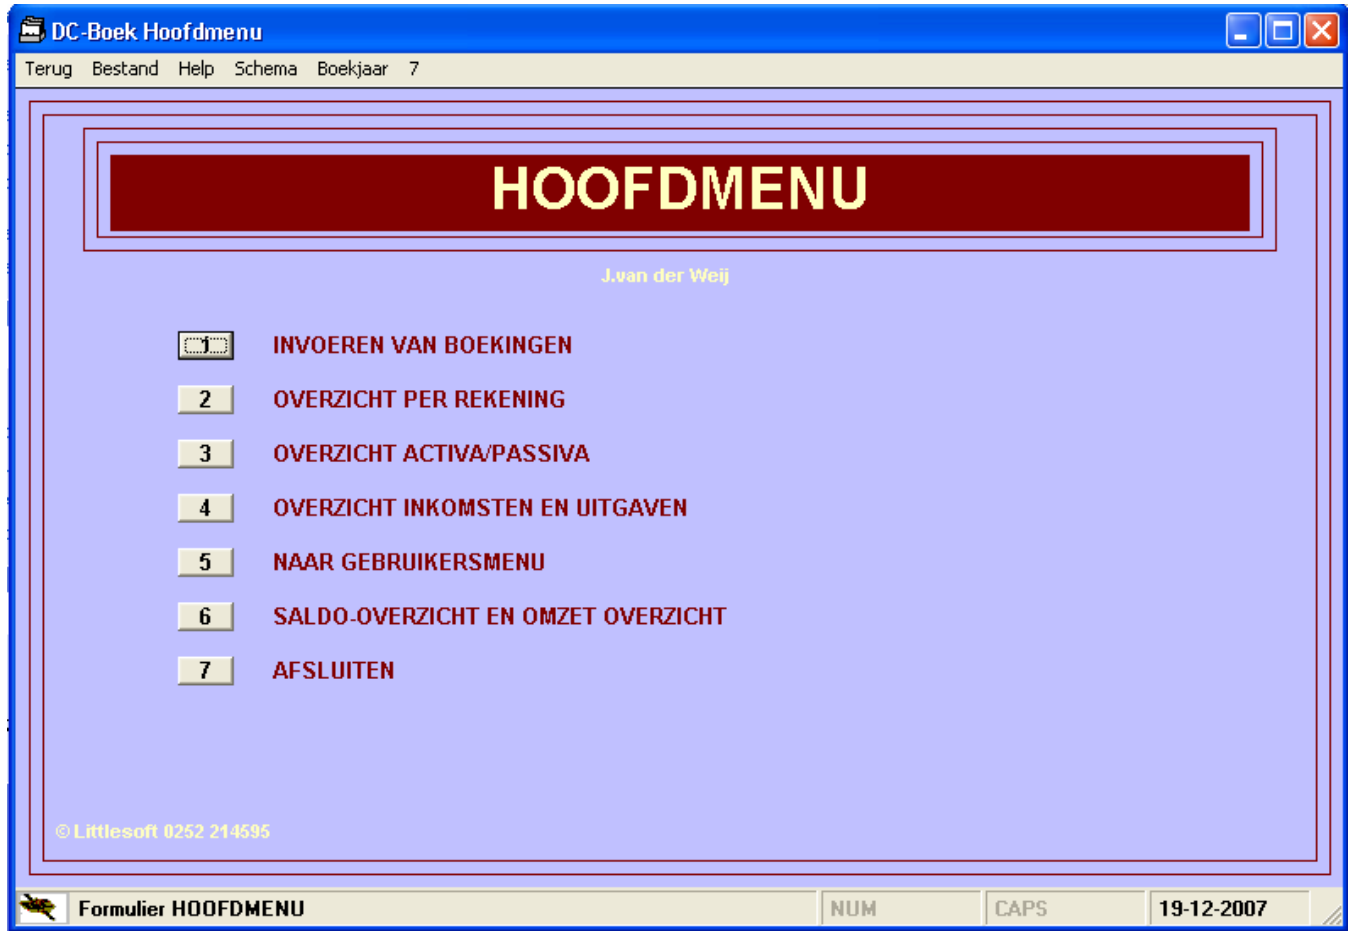 DC-Boek Hoofdmenu
Terug Bestand Help Schema Boekjaar 7
HOOFDMENU
J.van der Weij
1 INVOEREN VAN BOEKINGEN
2 OVERZICHT PER REKENING
3 OVERZICHT ACTIVA/PASSIVA
4 OVERZICHT INKOMSTEN EN UITGAVEN
5 NAAR GEBRUIKERSMENU
6 SALDO-OVERZICHT EN OMZET OVERZICHT
7 AFSLUITEN
© Littlesoft 0252 214595
Formulier HOOFDMENU NUM CAPS 19-12-2007